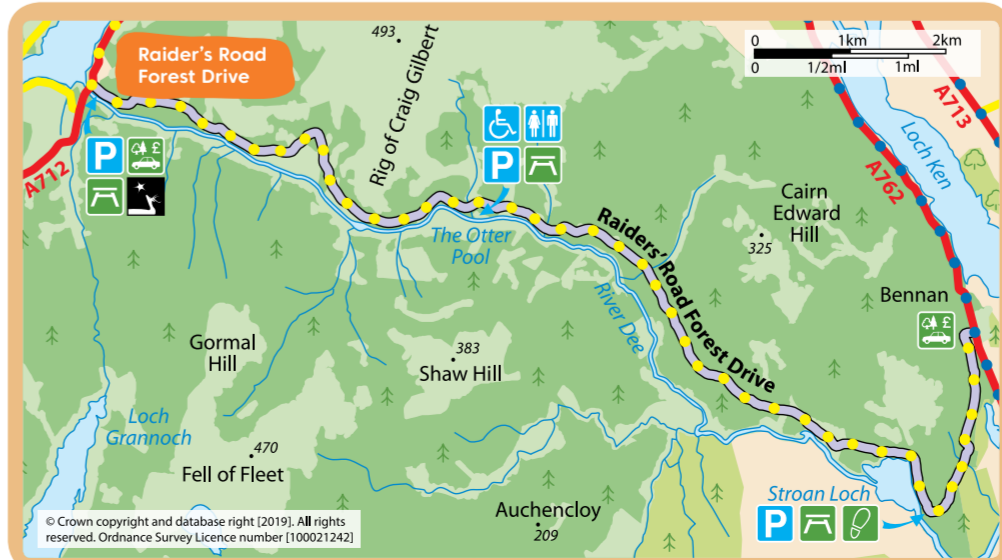 Raider's Road
Forest Drive
493
Rig of Craig Gilbert
0 1km 2km
0 1/2ml 1ml
A713
Loch Ken
A762
A712
P
£
P
The Otter
Pool
Raiders' Road Forest Drive
Cairn
Edward
Hill
325
River Dee
Bennan
£
Gormal
Hill
383
Shaw Hill
Loch
Grannoch
470
Fell of Fleet
Auchencloy
209
Stroan Loch
P
© Crown copyright and database right [2019]. All rights
reserved. Ordnance Survey Licence number [100021242]